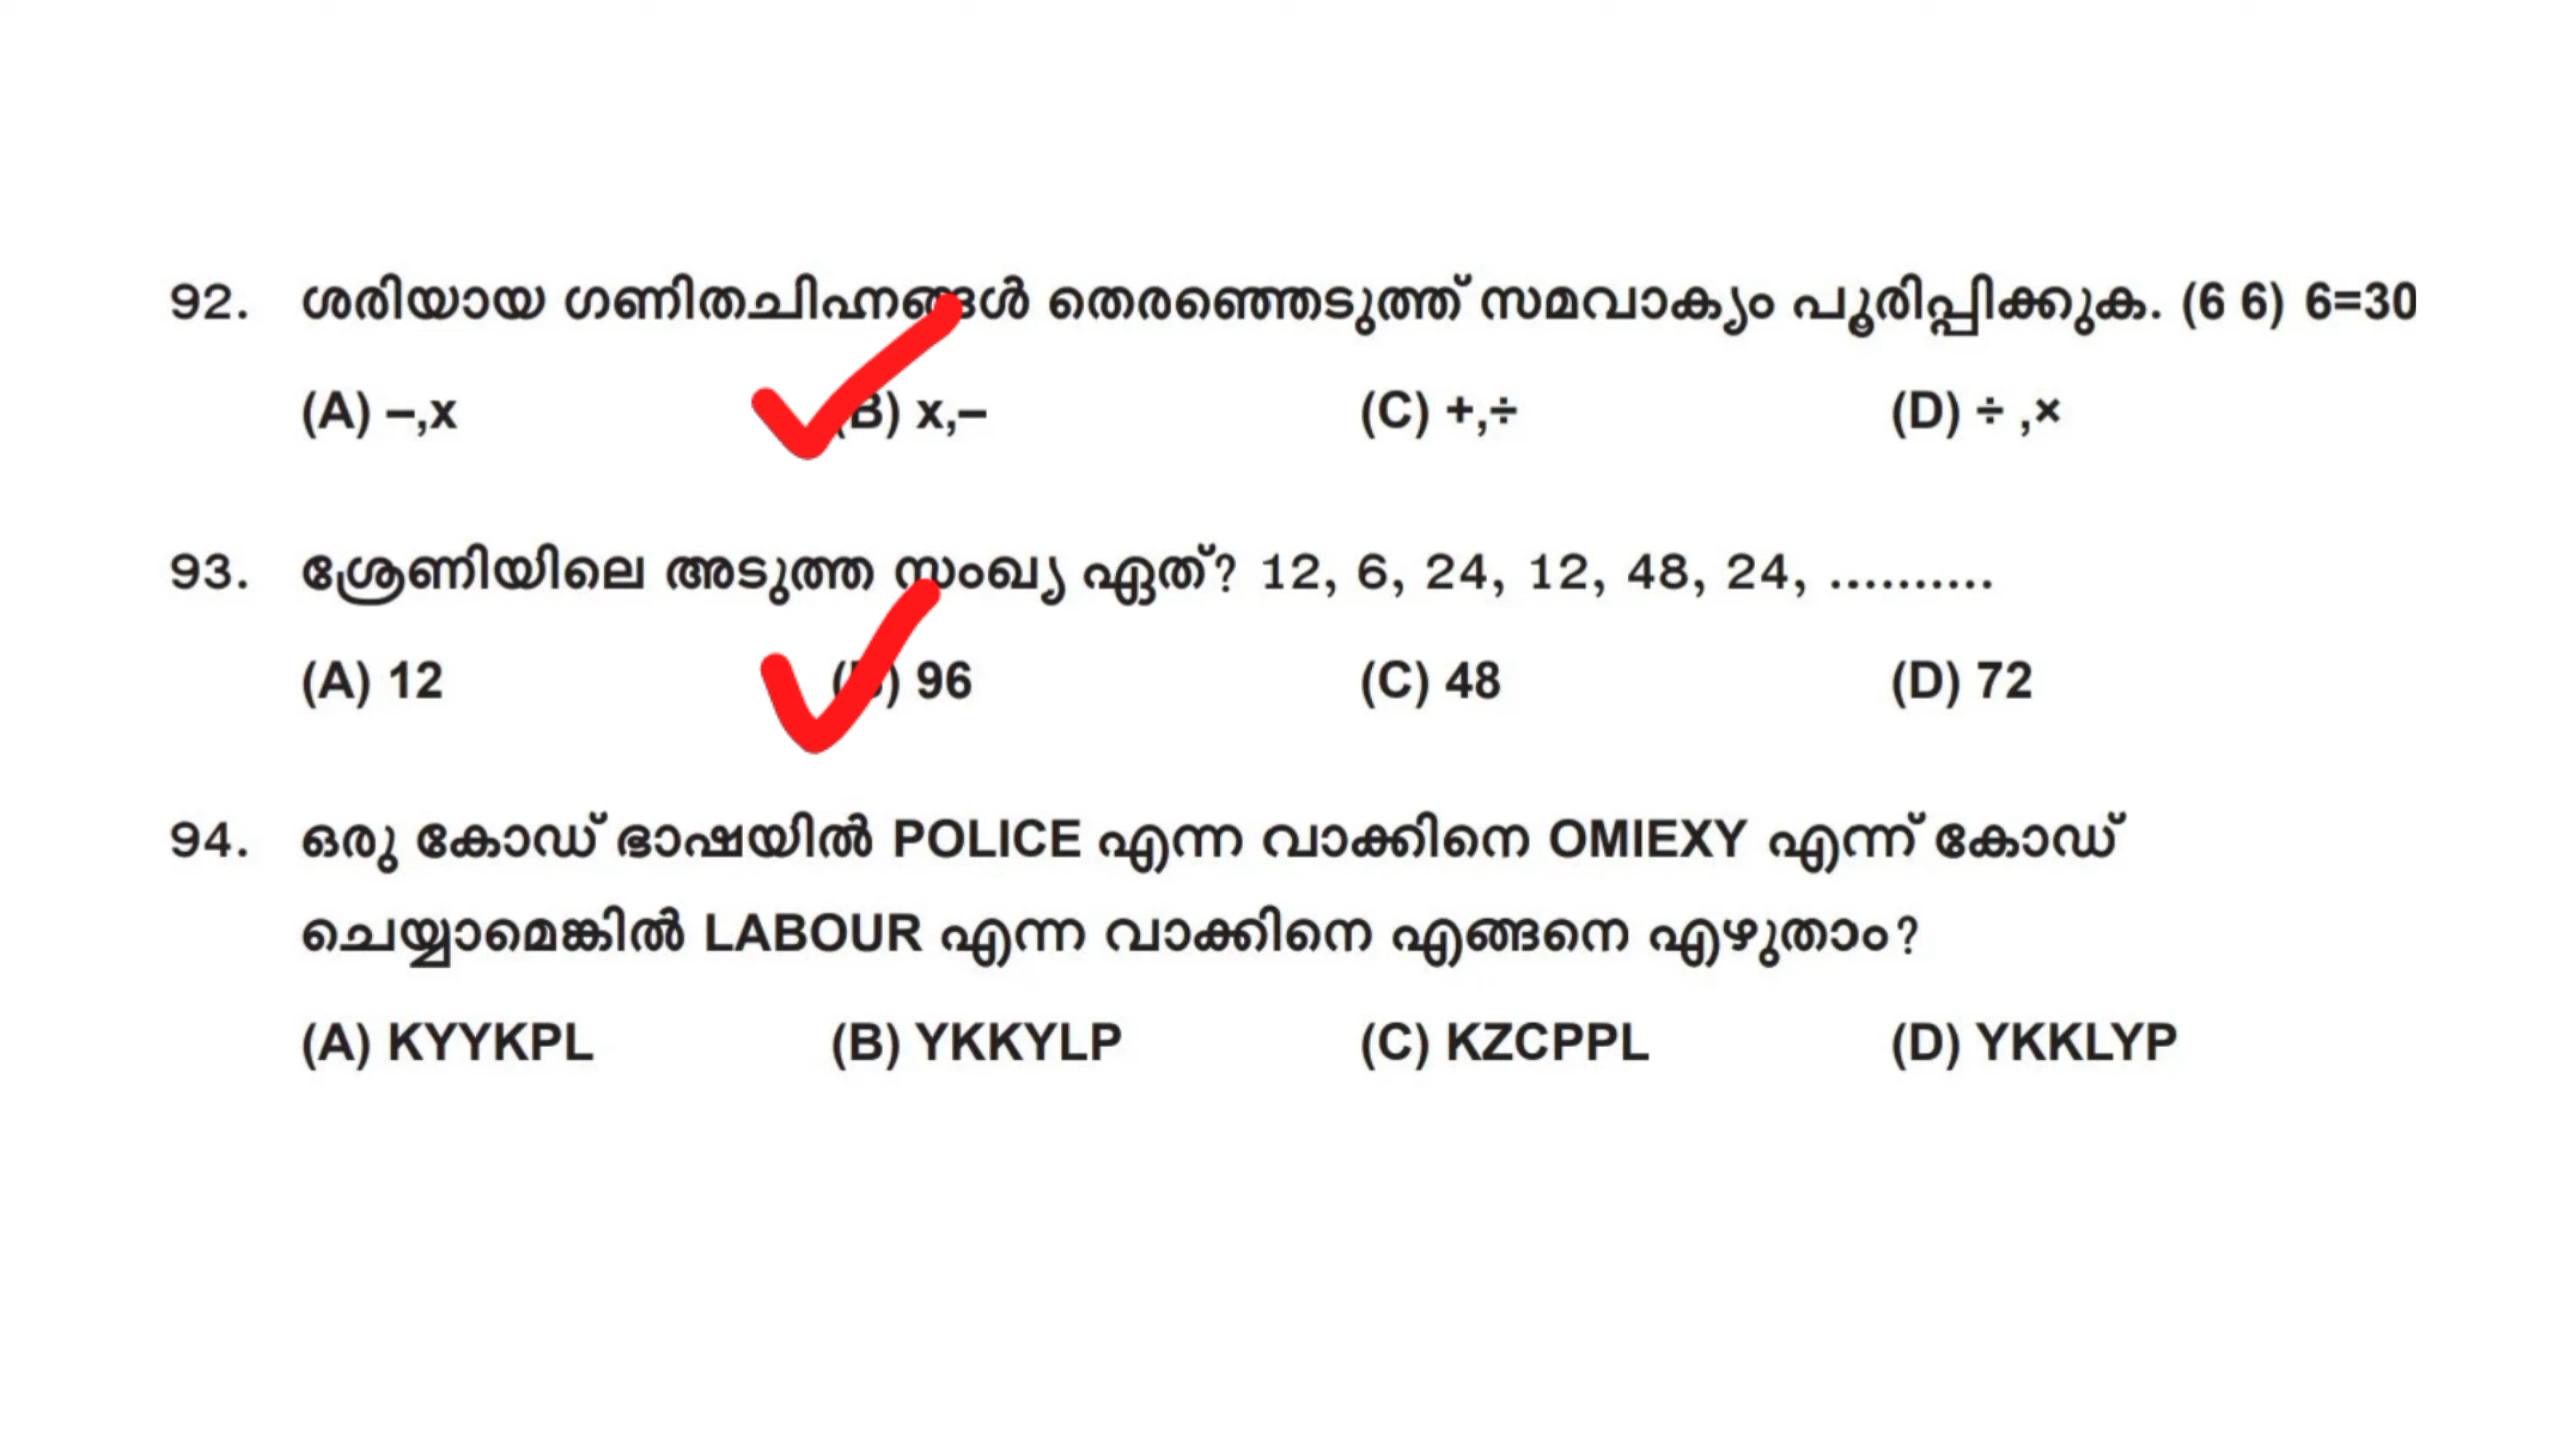 92. ശരിയായ ഗണിതചിഹ്നങ്ങൾ തെരഞ്ഞെടുത്ത് സമവാക്യം പൂരിപ്പിക്കുക. (6 6) 6=30
(A) –,x (B) x,– (C) +,÷ (D) ÷ ,×
93. ശ്രേണിയിലെ അടുത്ത സംഖ്യ ഏത്? 12, 6, 24, 12, 48, 24, ..........
(A) 12 (B) 96 (C) 48 (D) 72
94. ഒരു കോഡ് ഭാഷയിൽ POLICE എന്ന വാക്കിനെ OMIEXY എന്ന് കോഡ്
ചെയ്യാമെങ്കിൽ LABOUR എന്ന വാക്കിനെ എങ്ങനെ എഴുതാം?
(A) KYYKPL (B) YKKYLP (C) KZCPPL (D) YKKLYP